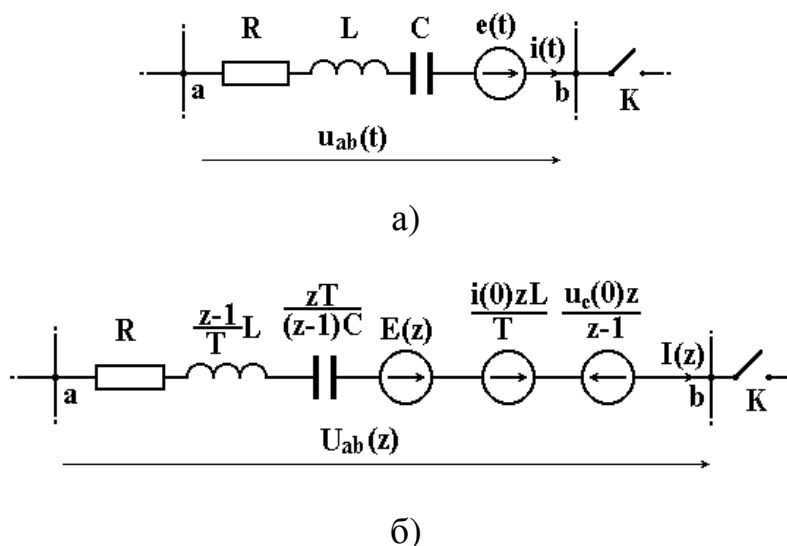 R L C e(t) i(t)
a b K
u_ab(t)
а)
R z-1/T L zT/(z-1)C E(z) i(0)zL/T u_c(0)z/z-1 I(z)
a b K
U_ab(z)
б)